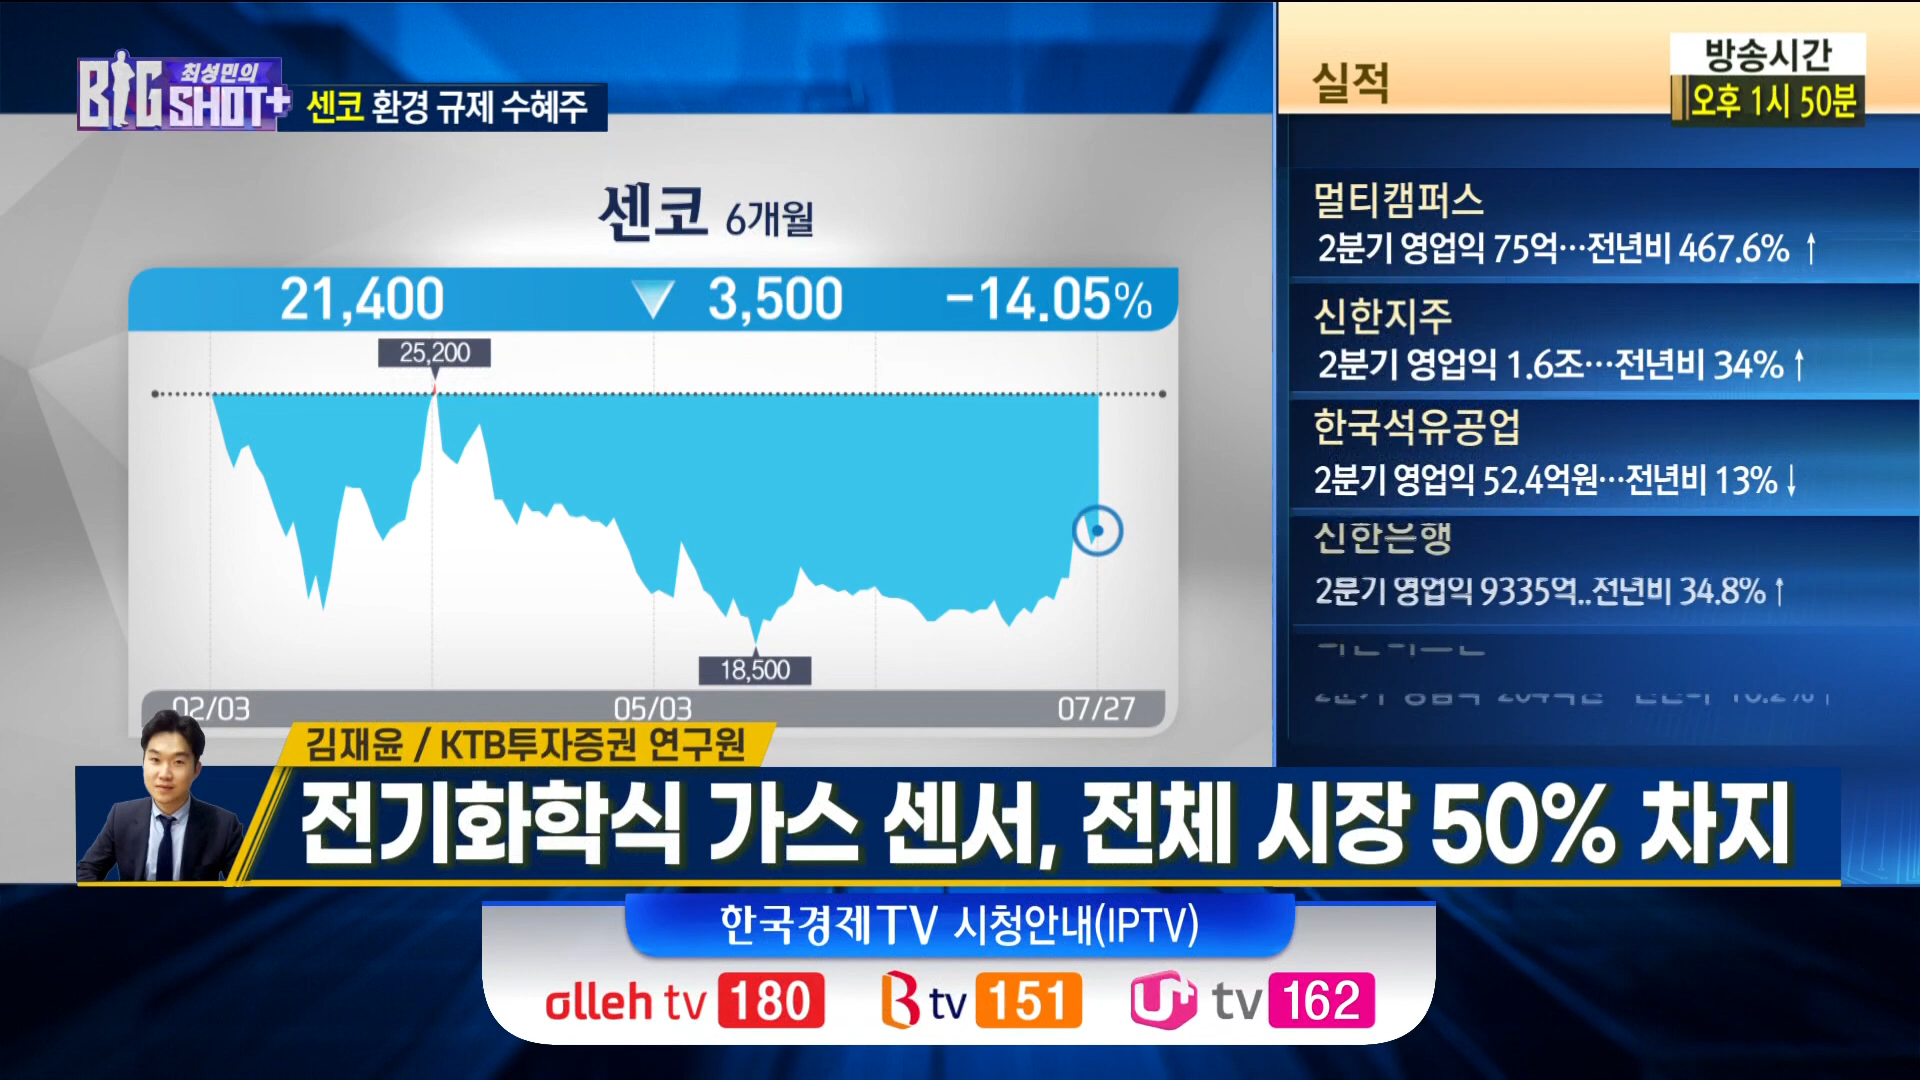 최성민의
BIG SHOT+
센코 환경 규제 수혜주
센코 6개월
21,400 ▼ 3,500 -14.05%
25,200
18,500
02/03 05/03 07/27
실적
방송시간
오후 1시 50분
멀티캠퍼스
2분기 영업익 75억…전년비 467.6% ↑
신한지주
2분기 영업익 1.6조…전년비 34% ↑
한국석유공업
2분기 영업익 52.4억원…전년비 13% ↓
신한은행
2분기 영업익 9335억..전년비 34.8% ↑
김재윤 / KTB투자증권 연구원
전기화학식 가스 센서, 전체 시장 50% 차지
한국경제TV 시청안내(IPTV)
olleh tv 180 B tv 151 U+ tv 162